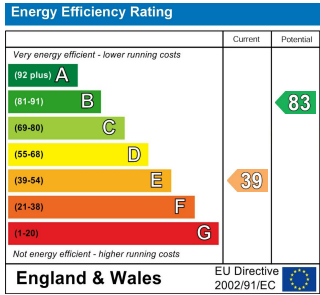 Energy Efficiency Rating
Current Potential
Very energy efficient - lower running costs
(92 plus) A
(81-91) B
83
(69-80) C
(55-68) D
(39-54) E
39
(21-38) F
(1-20) G
Not energy efficient - higher running costs
England & Wales
EU Directive
2002/91/EC